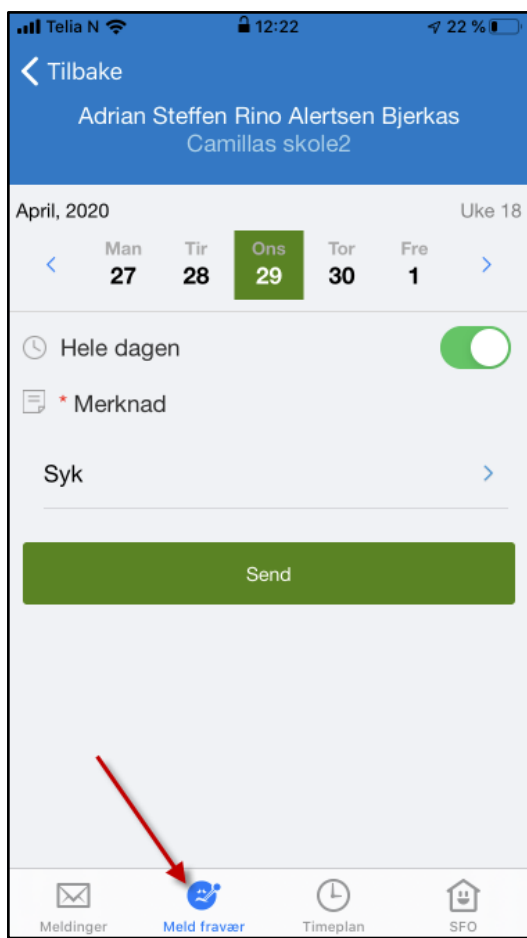 Telia N 12:22 22 %
Tilbake
Adrian Steffen Rino Alertsen Bjerkas
Camillas skole2
April, 2020 Uke 18
Man Tir Ons Tor Fre
27 28 29 30 1
Hele dagen
* Merknad
Syk
Send
Meldinger Meld fravær Timeplan SFO